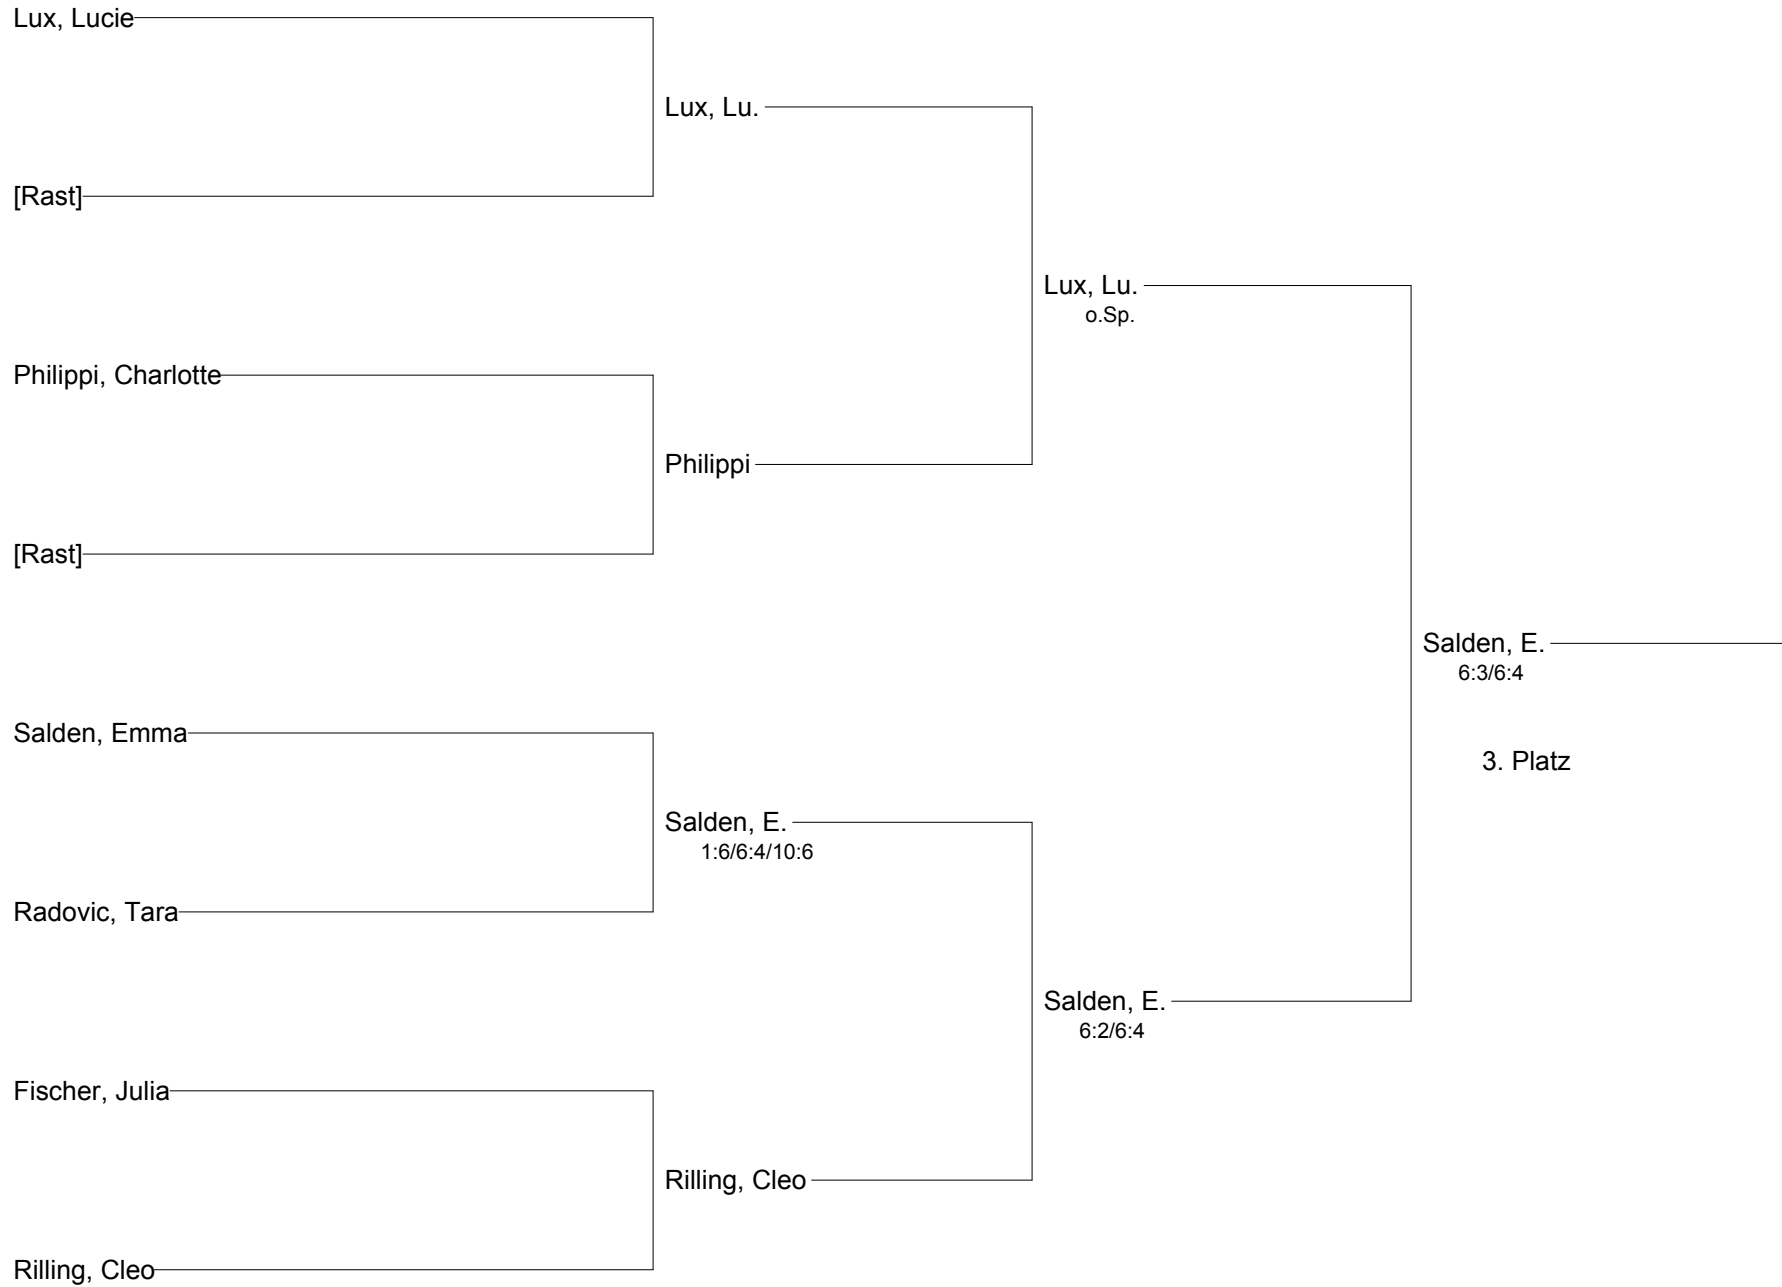 Lux, Lucie
Lux, Lu.
[Rast]
Lux, Lu.
o.Sp.
Philippi, Charlotte
Philippi
[Rast]
Salden, E.
6:3/6:4
Salden, Emma
3. Platz
Salden, E.
1:6/6:4/10:6
Radovic, Tara
Salden, E.
6:2/6:4
Fischer, Julia
Rilling, Cleo
Rilling, Cleo